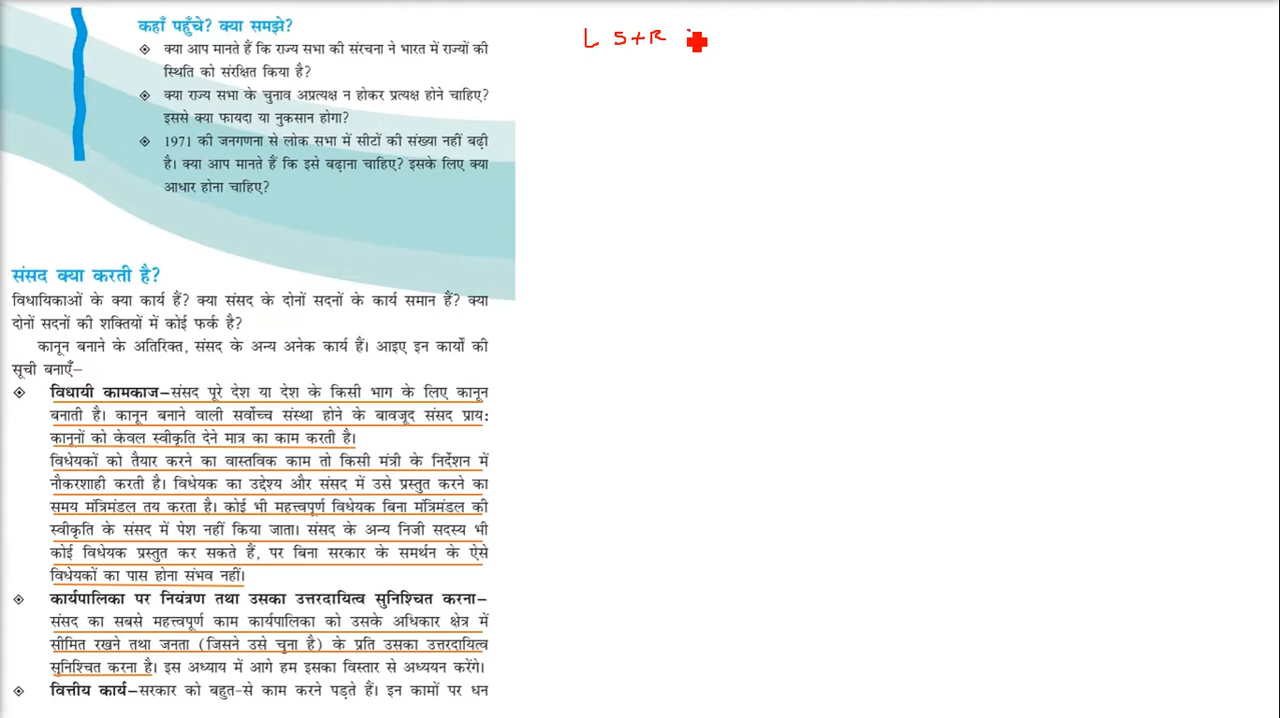 कहाँ पहुँचे? क्या समझे?
क्या आप मानते हैं कि राज्य सभा की संरचना ने भारत में राज्यों की
स्थिति को संरक्षित किया है?
क्या राज्य सभा के चुनाव अप्रत्यक्ष न होकर प्रत्यक्ष होने चाहिए?
इससे क्या फायदा या नुकसान होगा?
1971 की जनगणना से लोक सभा में सीटों की संख्या नहीं बढ़ी
है। क्या आप मानते हैं कि इसे बढ़ाना चाहिए? इसके लिए क्या
आधार होना चाहिए?
L S+R
संसद क्या करती है?
विधायिकाओं के क्या कार्य हैं? क्या संसद के दोनों सदनों के कार्य समान हैं? क्या
दोनों सदनों की शक्तियों में कोई फर्क है?
कानून बनाने के अतिरिक्त, संसद के अन्य अनेक कार्य हैं। आइए इन कार्यों की
सूची बनाएँ–
विधायी कामकाज–संसद पूरे देश या देश के किसी भाग के लिए कानून
बनाती है। कानून बनाने वाली सर्वोच्च संस्था होने के बावजूद संसद प्राय:
कानूनों को केवल स्वीकृति देने मात्र का काम करती है।
विधेयकों को तैयार करने का वास्तविक काम तो किसी मंत्री के निर्देशन में
नौकरशाही करती है। विधेयक का उद्देश्य और संसद में उसे प्रस्तुत करने का
समय मंत्रिमंडल तय करता है। कोई भी महत्त्वपूर्ण विधेयक बिना मंत्रिमंडल की
स्वीकृति के संसद में पेश नहीं किया जाता। संसद के अन्य निजी सदस्य भी
कोई विधेयक प्रस्तुत कर सकते हैं, पर बिना सरकार के समर्थन के ऐसे
विधेयकों का पास होना संभव नहीं।
कार्यपालिका पर नियंत्रण तथा उसका उत्तरदायित्व सुनिश्चित करना–
संसद का सबसे महत्त्वपूर्ण काम कार्यपालिका को उसके अधिकार क्षेत्र में
सीमित रखने तथा जनता (जिसने उसे चुना है) के प्रति उसका उत्तरदायित्व
सुनिश्चित करना है। इस अध्याय में आगे हम इसका विस्तार से अध्ययन करेंगे।
वित्तीय कार्य–सरकार को बहुत-से काम करने पड़ते हैं। इन कामों पर धन